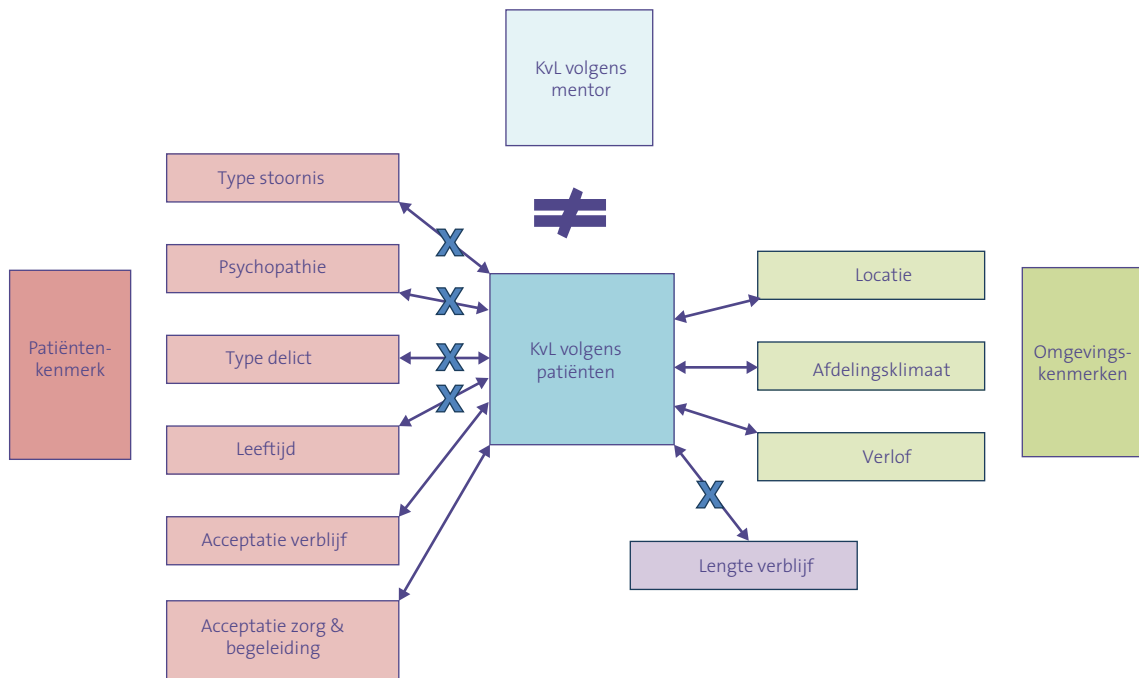 KvL volgens
mentor
Type stoornis
Psychopathie
Type delict
Leeftijd
Acceptatie verblijf
Acceptatie zorg &
begeleiding
Patiënten-
kenmerk
KvL volgens
patiënten
Locatie
Afdelingsklimaat
Verlof
Lengte verblijf
Omgevings-
kenmerken
X
X
X
X
X